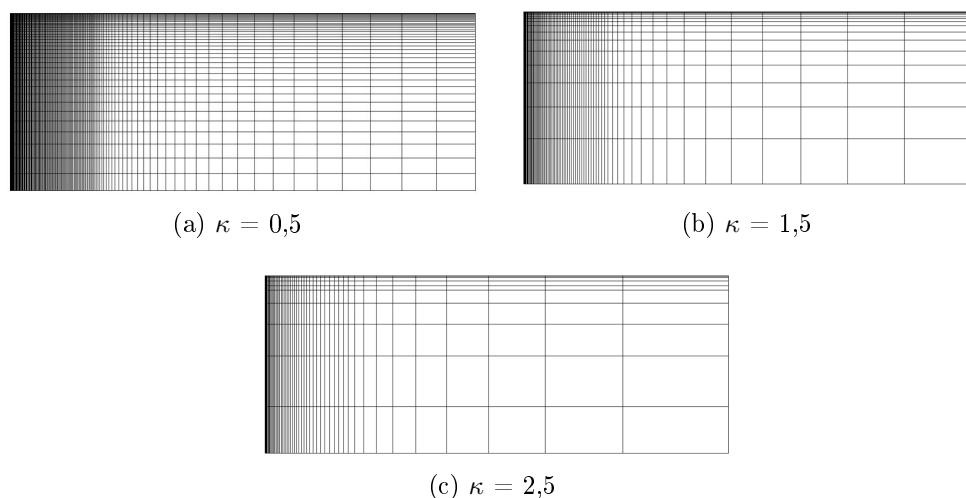 (a) κ = 0,5
(b) κ = 1,5
(c) κ = 2,5